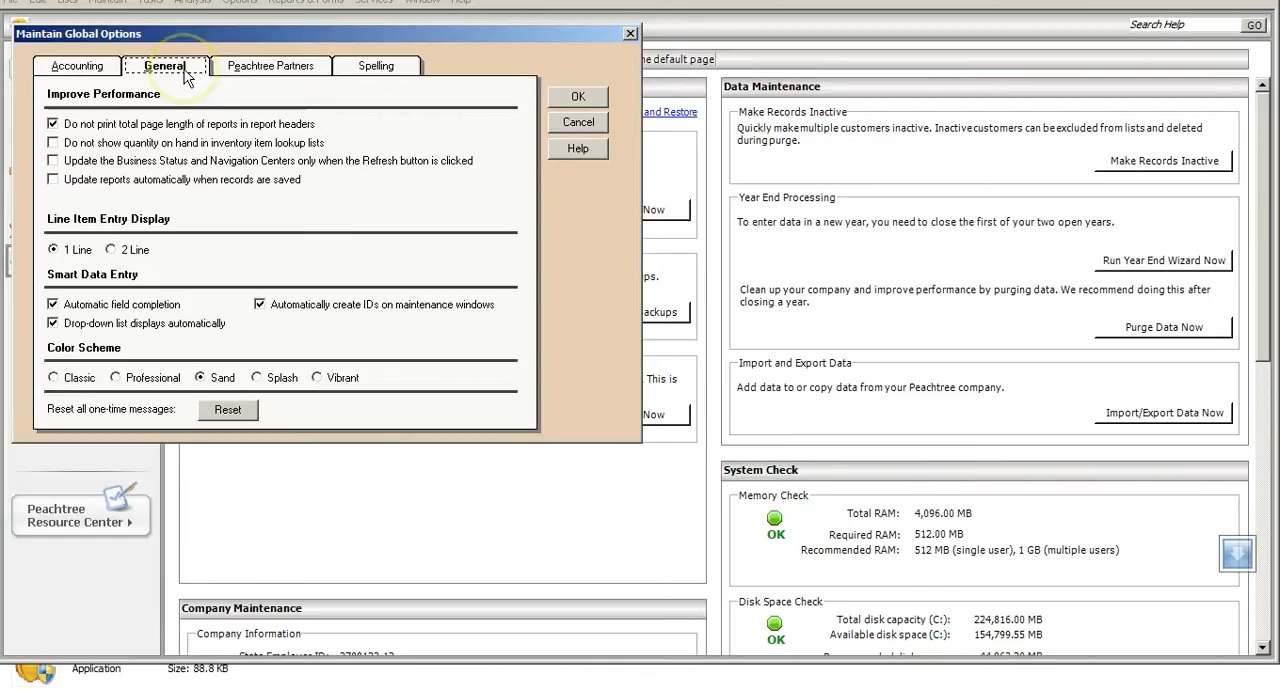 File Edit Lists Maintain Tasks Analysis Options Reports & Forms Services Window Help
Maintain Global Options
Search Help
GO
Accounting
General
Peachtree Partners
Spelling
he default page
Improve Performance
Do not print total page length of reports in report headers
Do not show quantity on hand in inventory item lookup lists
Update the Business Status and Navigation Centers only when the Refresh button is clicked
Update reports automatically when records are saved
OK
Cancel
Help
Line Item Entry Display
1 Line
2 Line
Smart Data Entry
Automatic field completion
Automatically create IDs on maintenance windows
Drop-down list displays automatically
Color Scheme
Classic
Professional
Sand
Splash
Vibrant
Reset all one-time messages:
Reset
and Restore
Now
ps.
ackups
. This is
Now
Data Maintenance
Make Records Inactive
Quickly make multiple customers inactive. Inactive customers can be excluded from lists and deleted
during purge.
Make Records Inactive
Year End Processing
To enter data in a new year, you need to close the first of your two open years.
Run Year End Wizard Now
Clean up your company and improve performance by purging data. We recommend doing this after
closing a year.
Purge Data Now
Import and Export Data
Add data to or copy data from your Peachtree company.
Import/Export Data Now
Peachtree
Resource Center
System Check
Memory Check
Total RAM: 4,096.00 MB
OK
Required RAM: 512.00 MB
Recommended RAM: 512 MB (single user), 1 GB (multiple users)
Disk Space Check
Total disk capacity (C:): 224,816.00 MB
OK
Available disk space (C:): 154,799.55 MB
Company Maintenance
Company Information
Application
Size: 88.8 KB